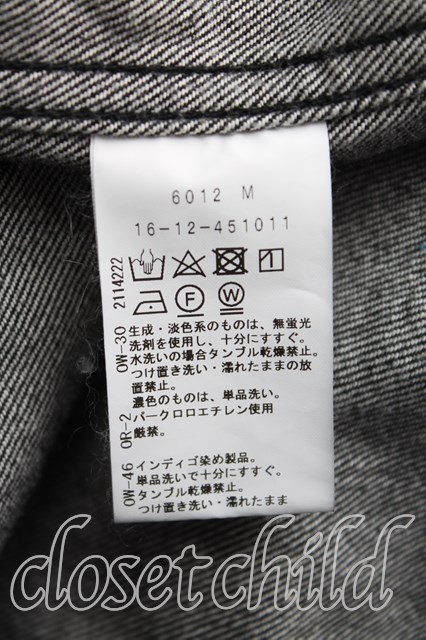 6012 M
16-12-451011
2114222
F
W
OW-30
生成・淡色系のものは、無蛍光
洗剤を使用し、十分にすすぐ。
水洗いの場合タンブル乾燥禁止。
つけ置き洗い・濡れたままの放
置禁止。
濃色のものは、単品洗い。
OR-2
パークロロエチレン使用
厳禁。
OW-46
インディゴ染め製品。
単品洗いで十分にすすぐ。
タンブル乾燥禁止。
つけ置き洗い・濡れたまま
closet child